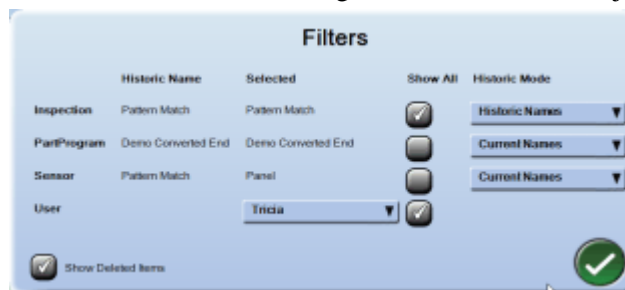 Filters
Historic Name Selected Show All Historic Mode
Inspection Pattern Match Pattern Match Historic Names
PartProgram Demo Converted End Demo Converted End Current Names
Sensor Pattern Match Panel Current Names
User Tricia
Show Deleted Items